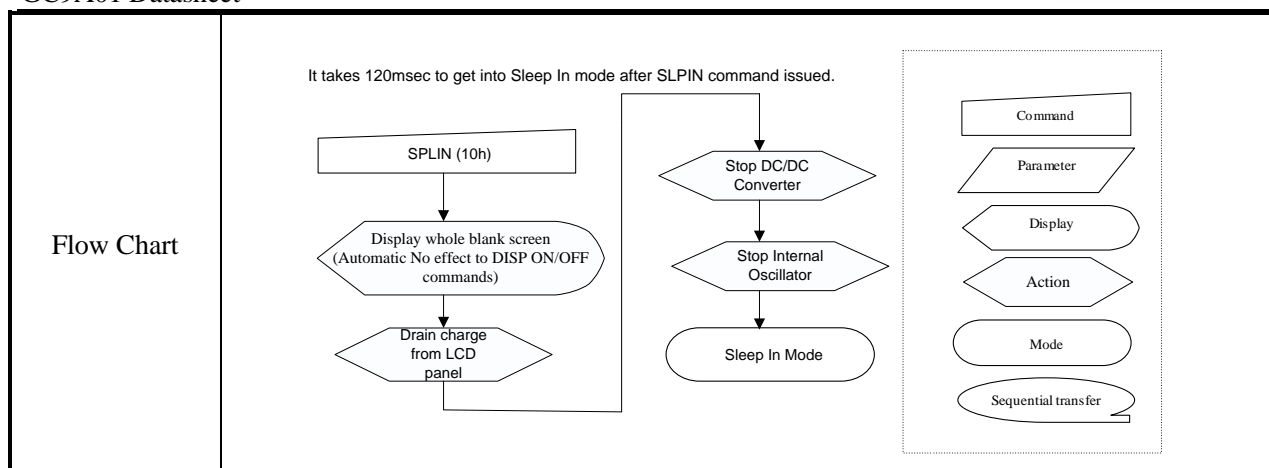 GC9A01 Datasheet
Flow Chart
It takes 120msec to get into Sleep In mode after SLPIN command issued.
SPLIN (10h)
Display whole blank screen
(Automatic No effect to DISP ON/OFF
commands)
Drain charge
from LCD
panel
Stop DC/DC
Converter
Stop Internal
Oscillator
Sleep In Mode
Command
Parameter
Display
Action
Mode
Sequential transfer